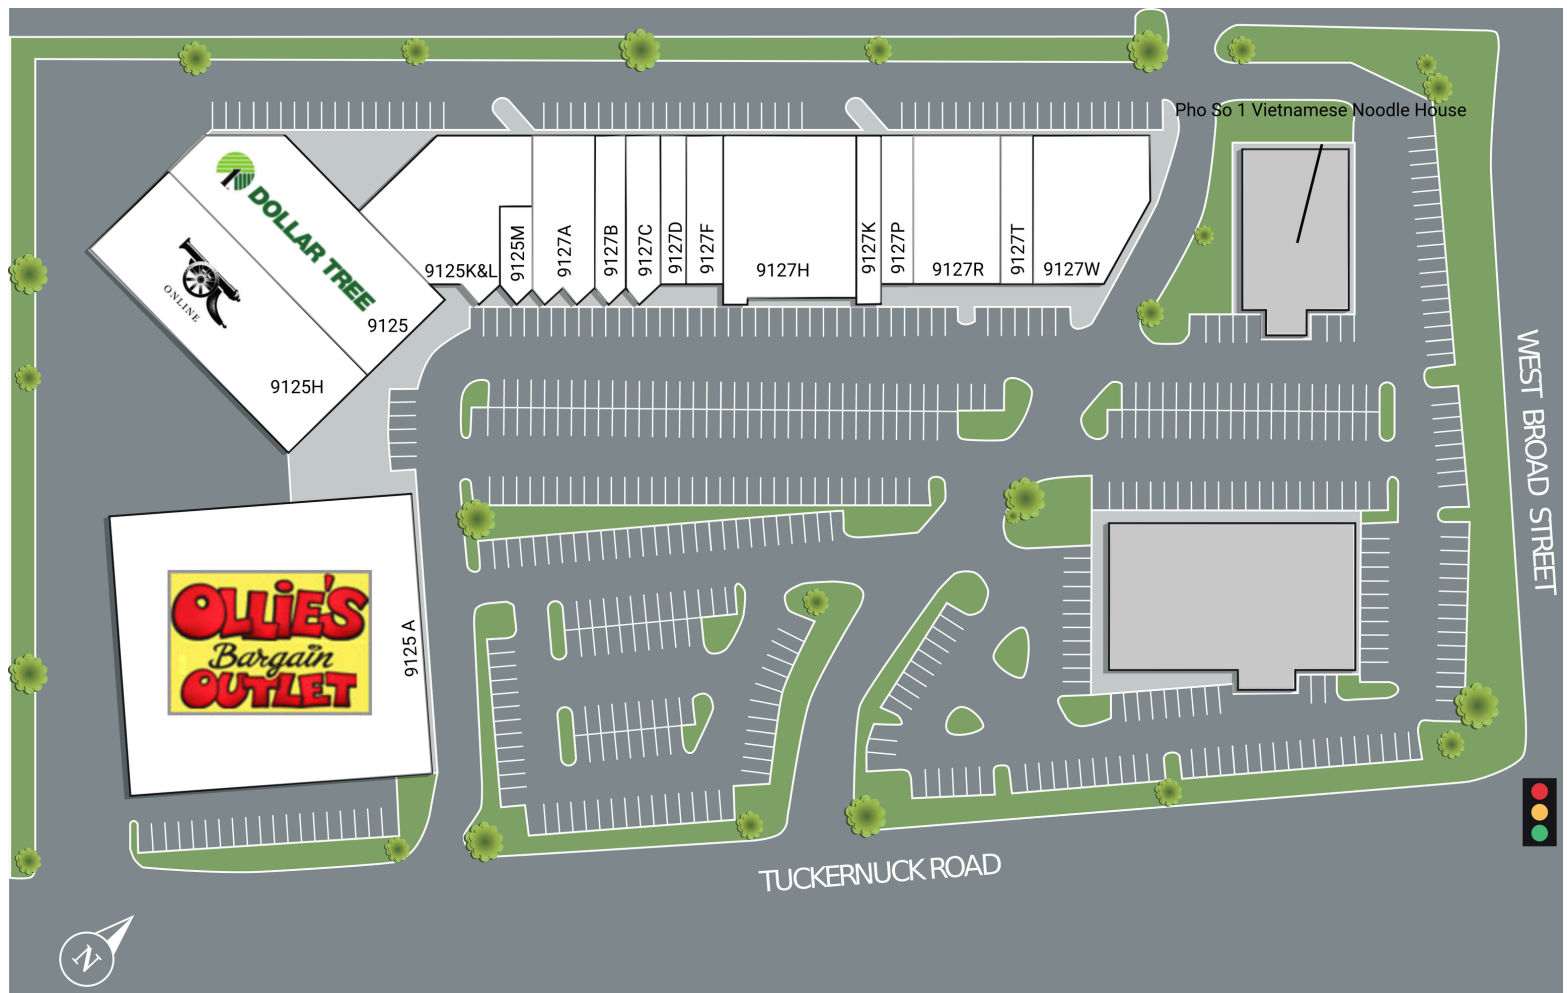 Pho So 1 Vietnamese Noodle House
DOLLAR TREE
9125
ONLINE
9125H
9125K&L
9125M
9127A
9127B
9127C
9127D
9127F
9127H
9127K
9127P
9127R
9127T
9127W
WEST BROAD STREET
OLLIE'S
Bargain
OUTLET
9125 A
TUCKERNUCK ROAD
N